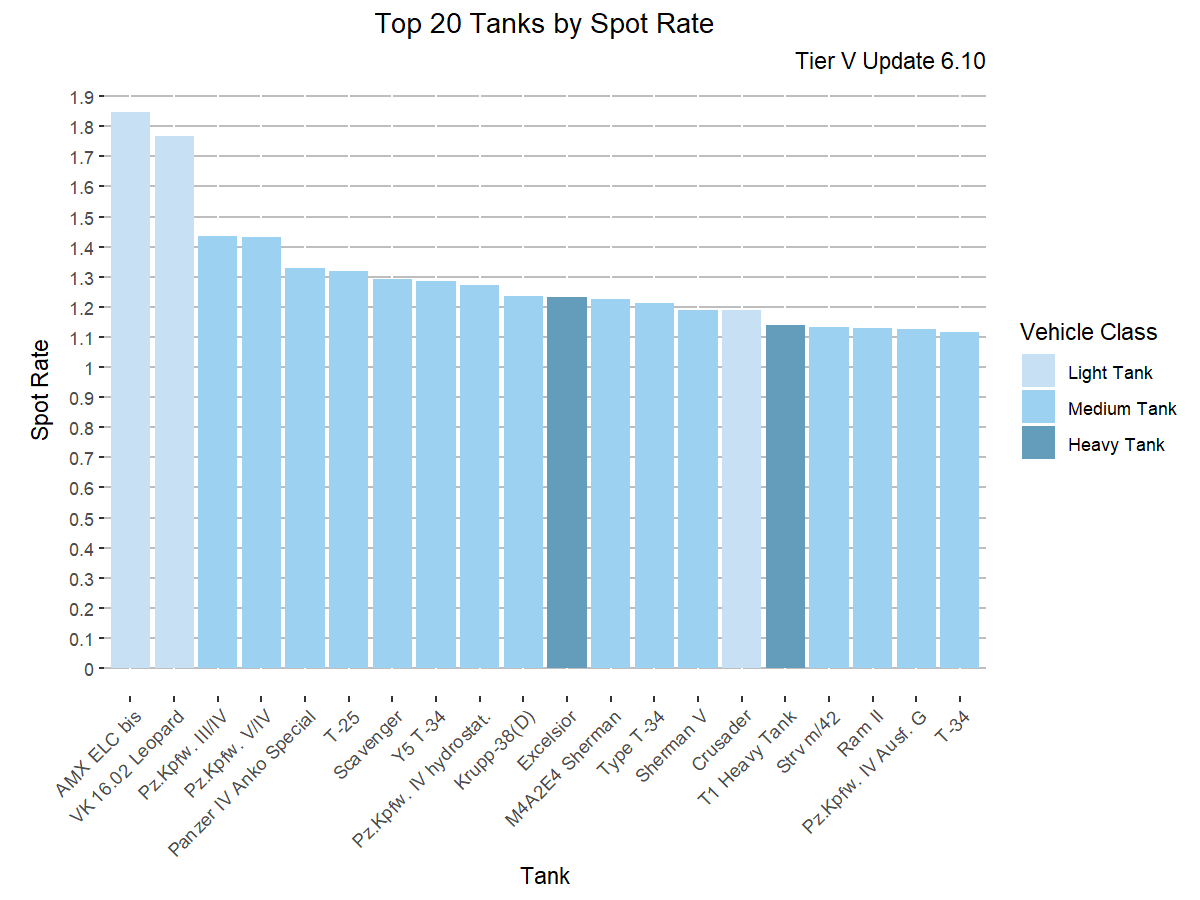 Top 20 Tanks by Spot Rate
Tier V Update 6.10
1.9
1.8
1.7
1.6
1.5
1.4
1.3
1.2
1.1
1
0.9
0.8
0.7
0.6
0.5
0.4
0.3
0.2
0.1
0
Spot Rate
AMX ELC bis
VK 16.02 Leopard
Pz.Kpfw. III/IV
Pz.Kpfw. V/IV
Panzer IV Anko Special
T-25
Scavenger
Y5 T-34
Pz.Kpfw. IV hydrostat.
Krupp-38(D)
Excelsior
M4A2E4 Sherman
Type T-34
Sherman V
Crusader
T1 Heavy Tank
Strv m/42
Ram II
Pz.Kpfw. IV Ausf. G
T-34
Tank
Vehicle Class
Light Tank
Medium Tank
Heavy Tank